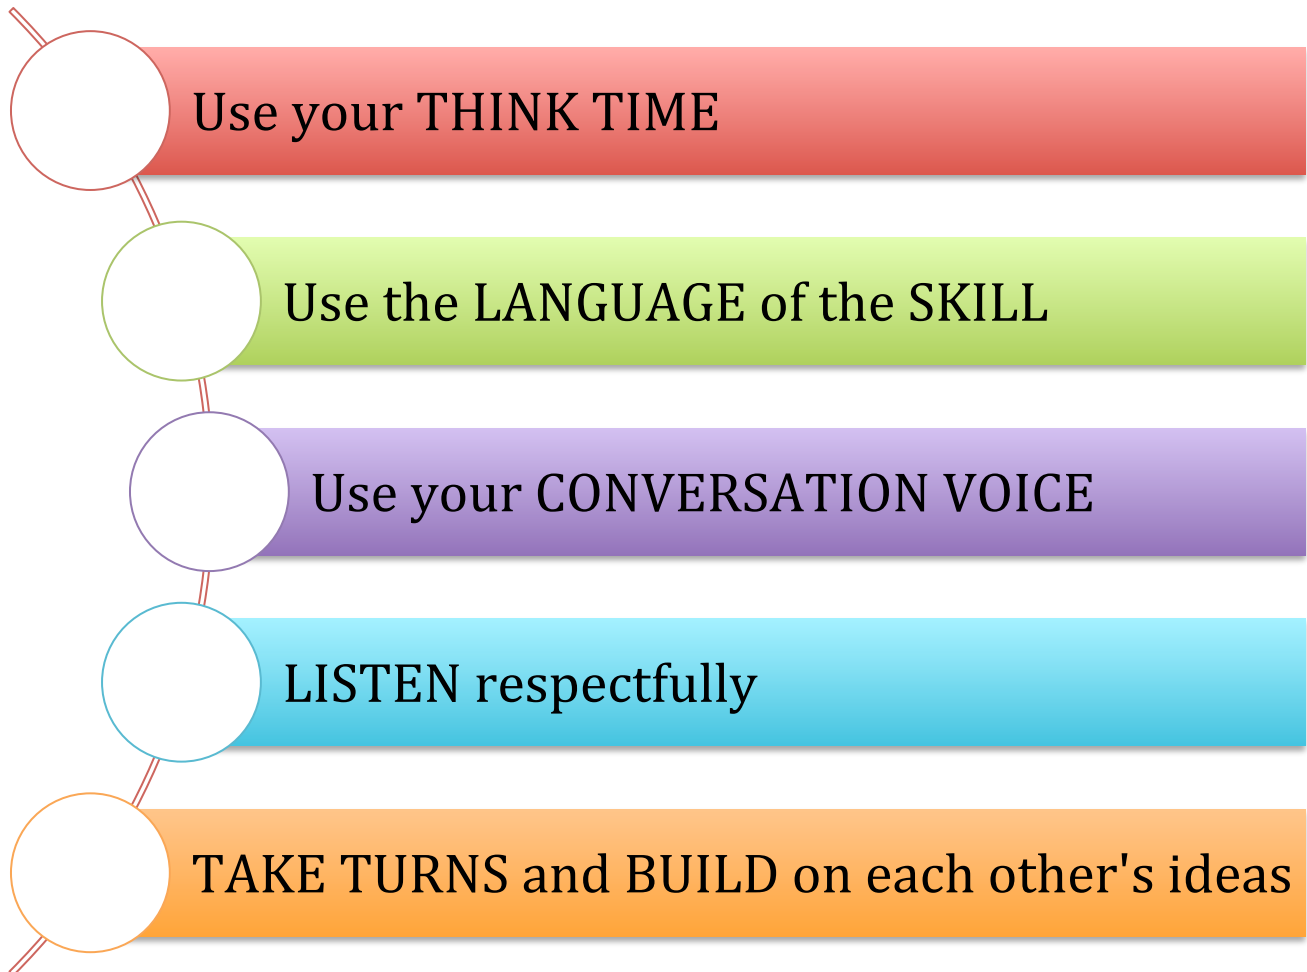 Use your THINK TIME
Use the LANGUAGE of the SKILL
Use your CONVERSATION VOICE
LISTEN respectfully
TAKE TURNS and BUILD on each other's ideas